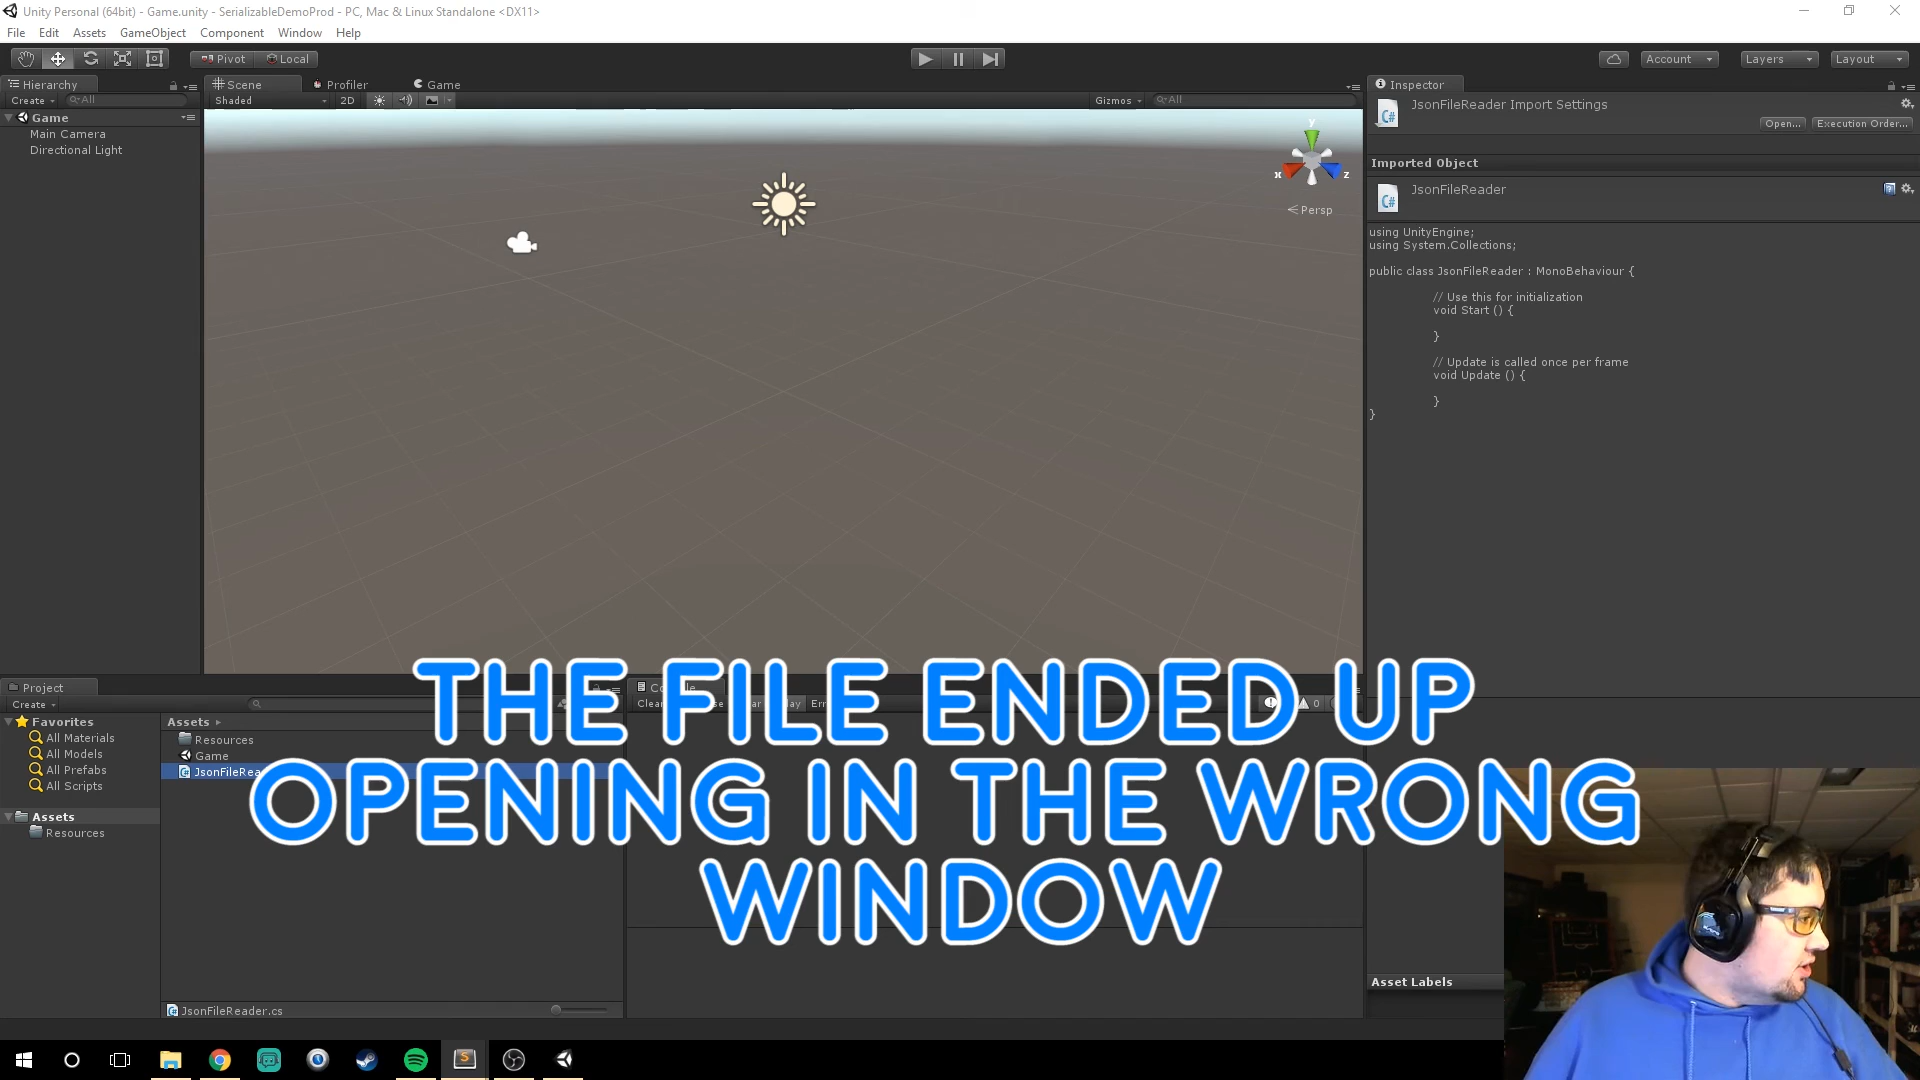 Unity Personal (64bit) - Game.unity - SerializableDemoProd - PC, Mac & Linux Standalone <DX11>
File Edit Assets GameObject Component Window Help
Pivot Local Account Layers Layout
Hierarchy Scene Profiler Game Inspector
Create All Shaded 2D Gizmos All
JsonFileReader Import Settings
Open... Execution Order...
Game
Main Camera
Directional Light
y
x z
Persp
Imported Object
JsonFileReader
using UnityEngine;
using System.Collections;
public class JsonFileReader : MonoBehaviour {
// Use this for initialization
void Start () {
}
// Update is called once per frame
void Update () {
}
}
THE FILE ENDED UP
OPENING IN THE WRONG
WINDOW
Project
Create
Clear 0
Favorites
All Materials
All Models
All Prefabs
All Scripts
Assets
Resources
Assets
Resources
Game
JsonFileRea
JsonFileReader.cs
Asset Labels